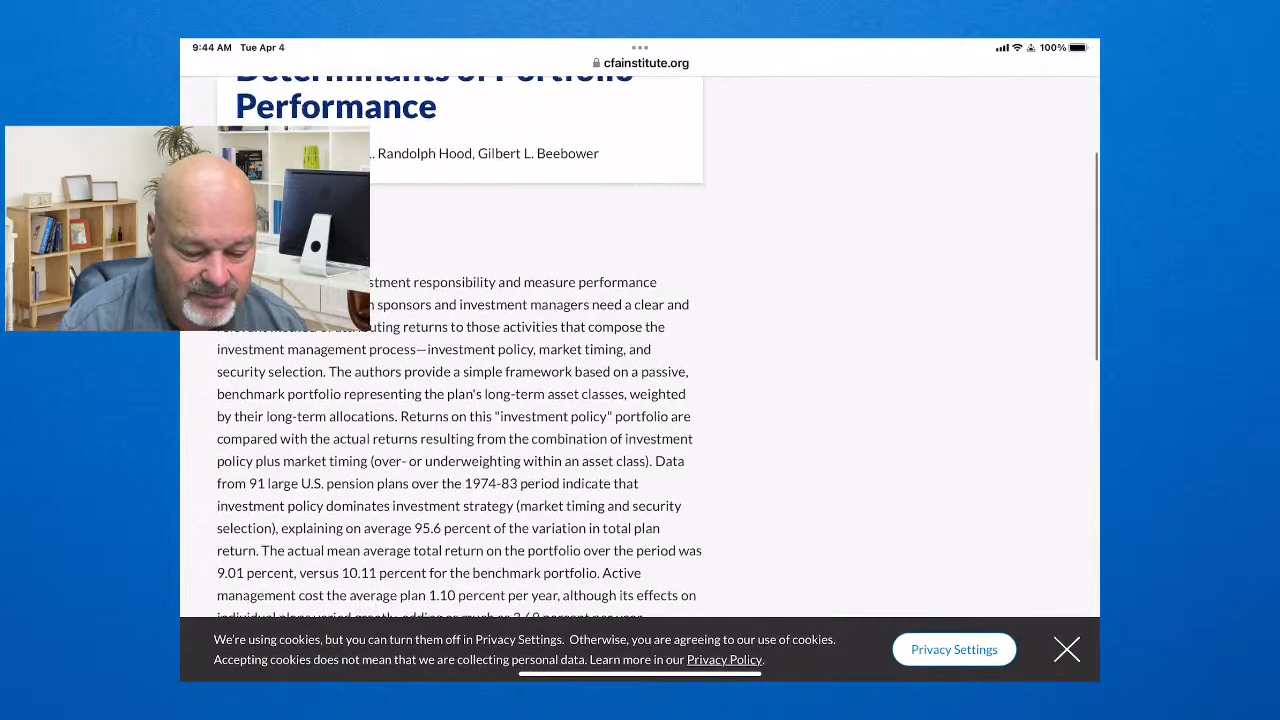 9:44 AM Tue Apr 4
100%
cfainstitute.org
Determinants of Portfolio
Performance
Randolph Hood, Gilbert L. Beebower
responsibility and measure performance
sponsors and investment managers need a clear and
returns to those activities that compose the
investment management process—investment policy, market timing, and
security selection. The authors provide a simple framework based on a passive,
benchmark portfolio representing the plan's long-term asset classes, weighted
by their long-term allocations. Returns on this "investment policy" portfolio are
compared with the actual returns resulting from the combination of investment
policy plus market timing (over- or underweighting within an asset class). Data
from 91 large U.S. pension plans over the 1974-83 period indicate that
investment policy dominates investment strategy (market timing and security
selection), explaining on average 95.6 percent of the variation in total plan
return. The actual mean average total return on the portfolio over the period was
9.01 percent, versus 10.11 percent for the benchmark portfolio. Active
management cost the average plan 1.10 percent per year, although its effects on
We're using cookies, but you can turn them off in Privacy Settings. Otherwise, you are agreeing to our use of cookies.
Accepting cookies does not mean that we are collecting personal data. Learn more in our Privacy Policy.
Privacy Settings